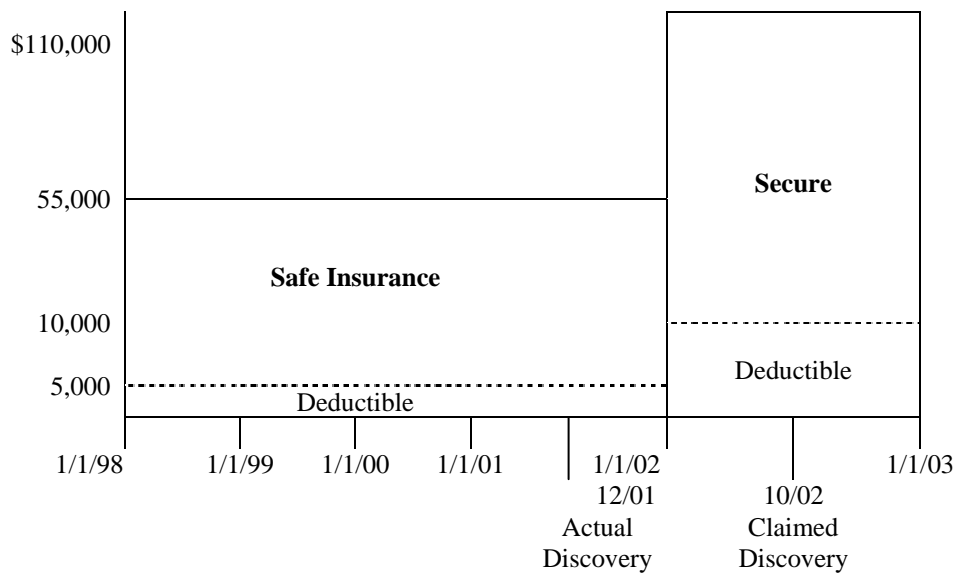 $110,000
Secure
55,000
Safe Insurance
10,000
Deductible
5,000
Deductible
1/1/98 1/1/99 1/1/00 1/1/01 1/1/02 1/1/03
12/01 10/02
Actual Claimed
Discovery Discovery